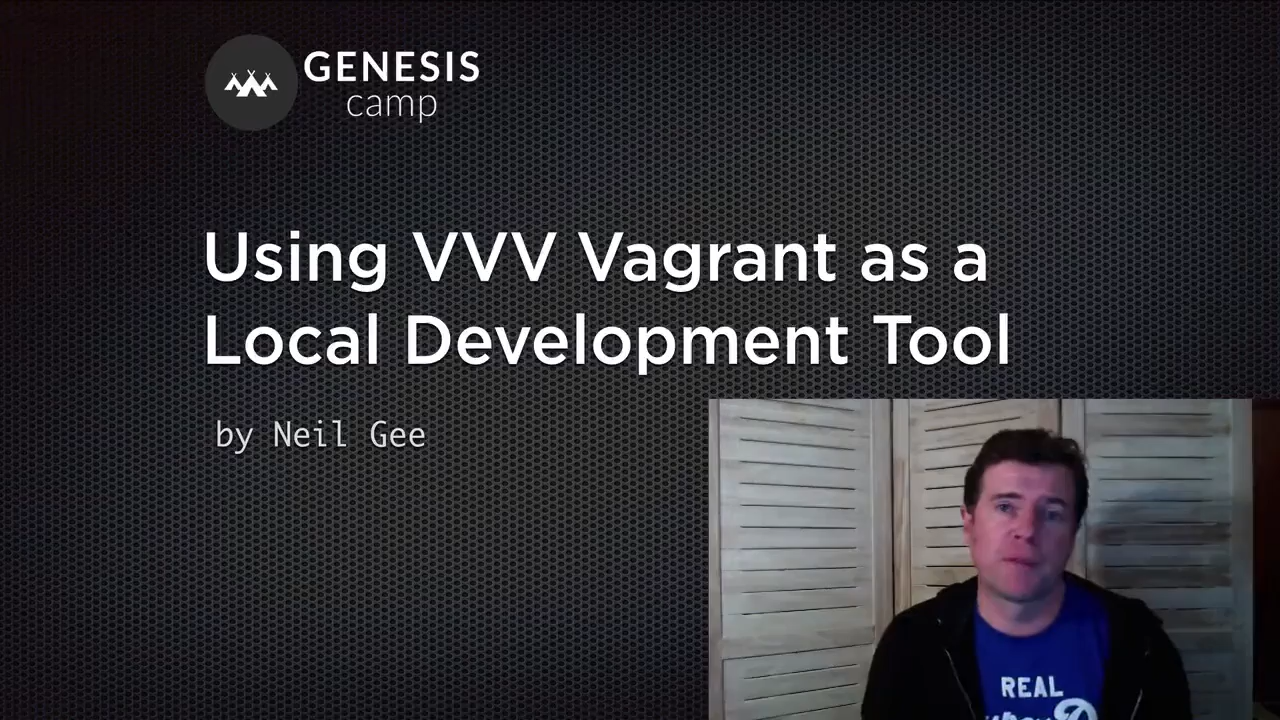 GENESIS
camp
Using VVV Vagrant as a
Local Development Tool
by Neil Gee
REAL